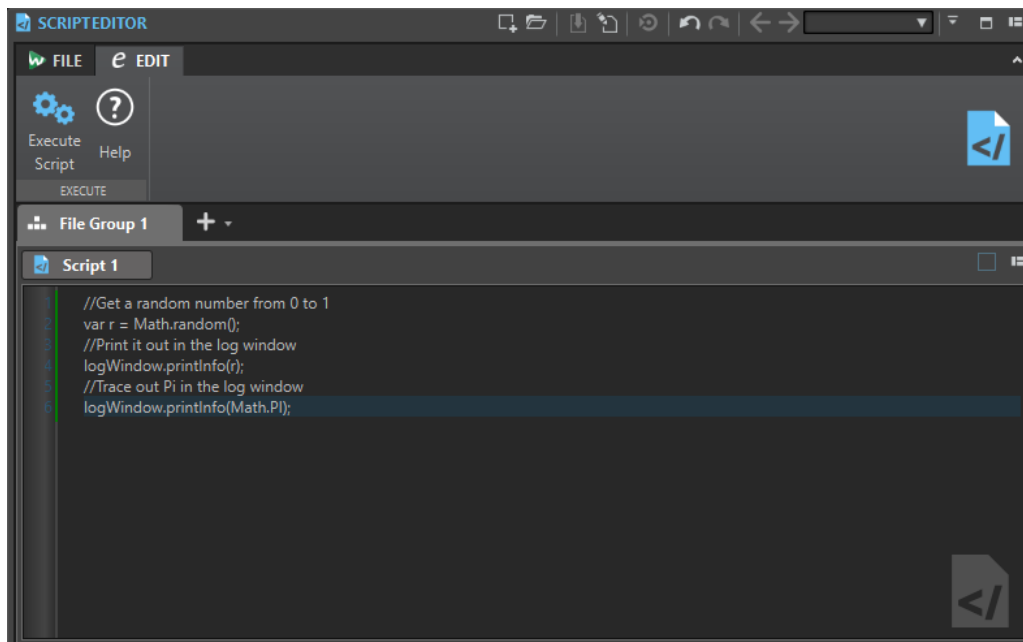 SCRIPTEDITOR
FILE
e EDIT
Execute
Script
Help
EXECUTE
File Group 1
Script 1
1 //Get a random number from 0 to 1
2 var r = Math.random();
3 //Print it out in the log window
4 logWindow.printInfo(r);
5 //Trace out Pi in the log window
6 logWindow.printInfo(Math.PI);